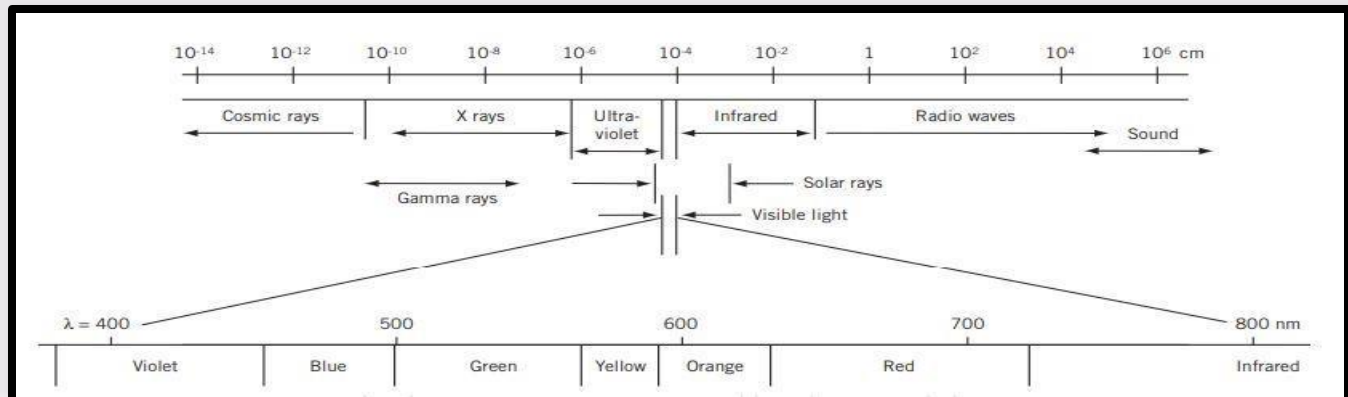 10⁻¹⁴ 10⁻¹² 10⁻¹⁰ 10⁻⁸ 10⁻⁶ 10⁻⁴ 10⁻² 1 10² 10⁴ 10⁶ cm
Cosmic rays X rays Ultra- Infrared Radio waves
violet Sound
Gamma rays Solar rays
Visible light
λ = 400 500 600 700 800 nm
Violet Blue Green Yellow Orange Red Infrared